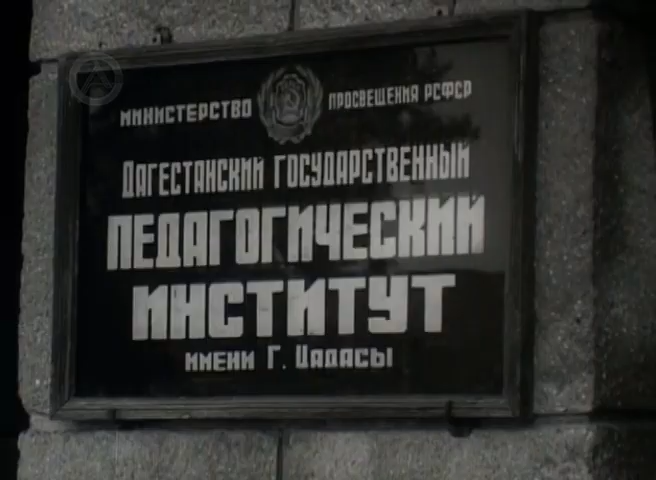 МИНИСТЕРСТВО ПРОСВЕЩЕНИЯ РСФСР
ДАГЕСТАНСКИЙ ГОСУДАРСТВЕННЫЙ
ПЕДАГОГИЧЕСКИЙ
ИНСТИТУТ
ИМЕНИ Г. ЦАДАСЫ